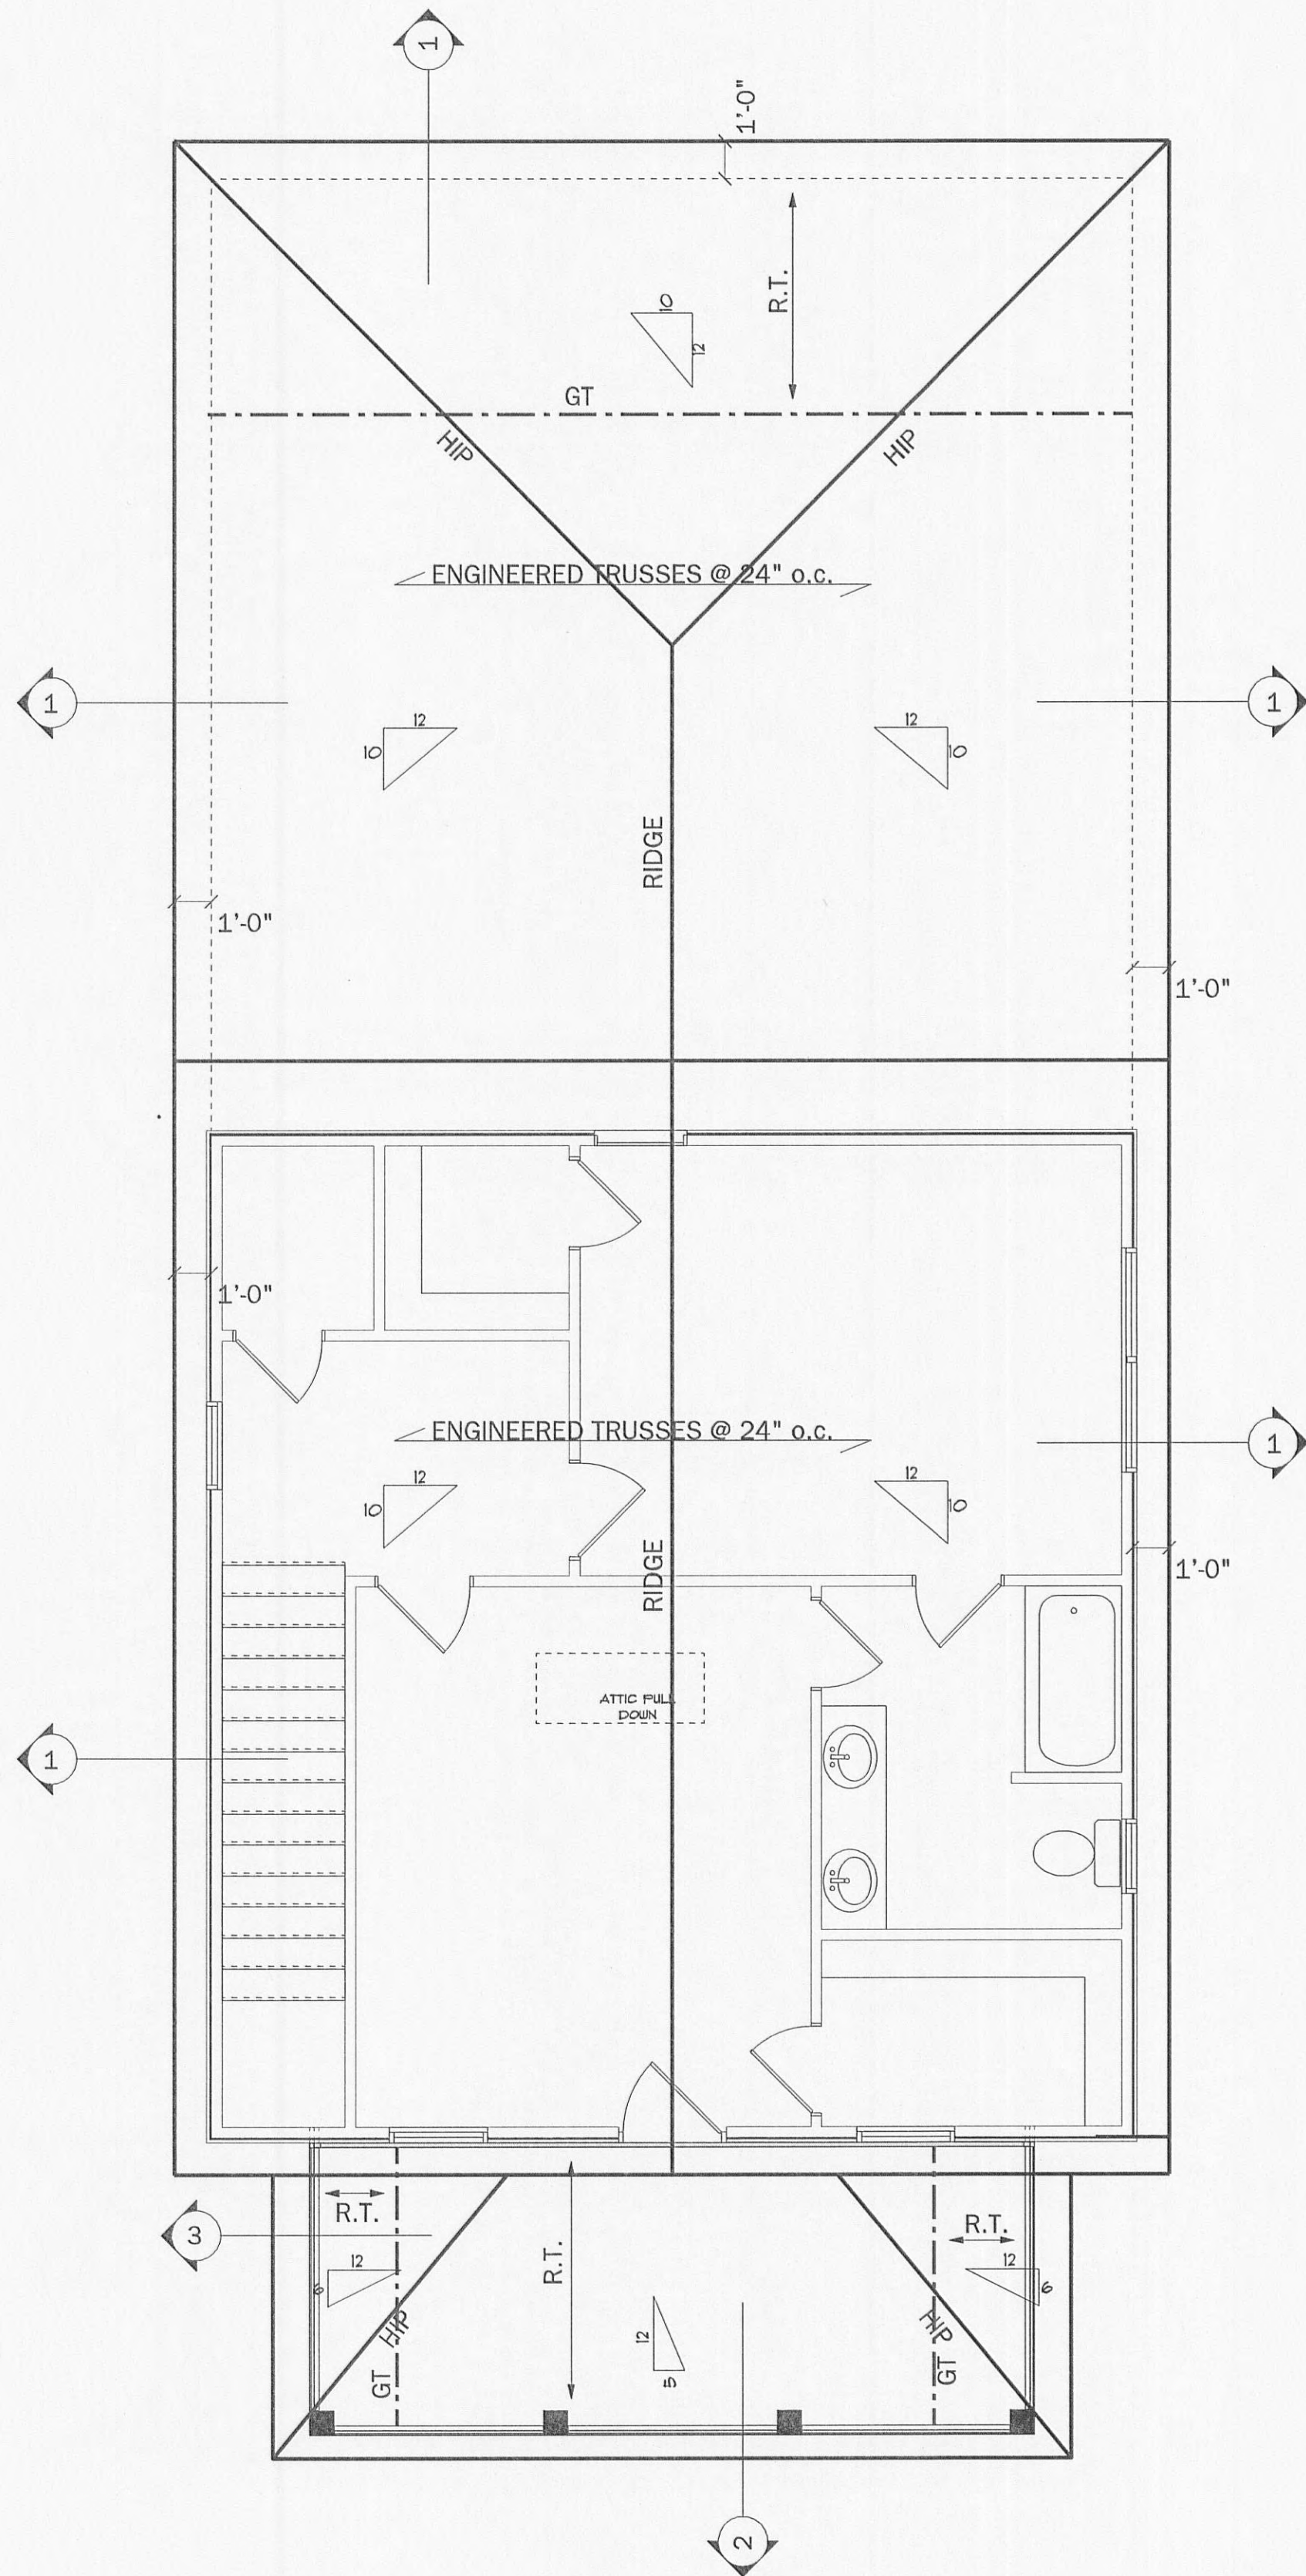 1
1'-0"
R.T.
10
12
GT
HIP
HIP
ENGINEERED TRUSSES @ 24" o.c.
1
1
12
10
12
10
RIDGE
1'-0"
1'-0"
1'-0"
ENGINEERED TRUSSES @ 24" o.c.
1
12
10
12
10
RIDGE
1'-0"
ATTIC PULL
DOWN
1
R.T.
R.T.
R.T.
3
12
6
12
6
HIP
HIP
12
5
GT
GT
2